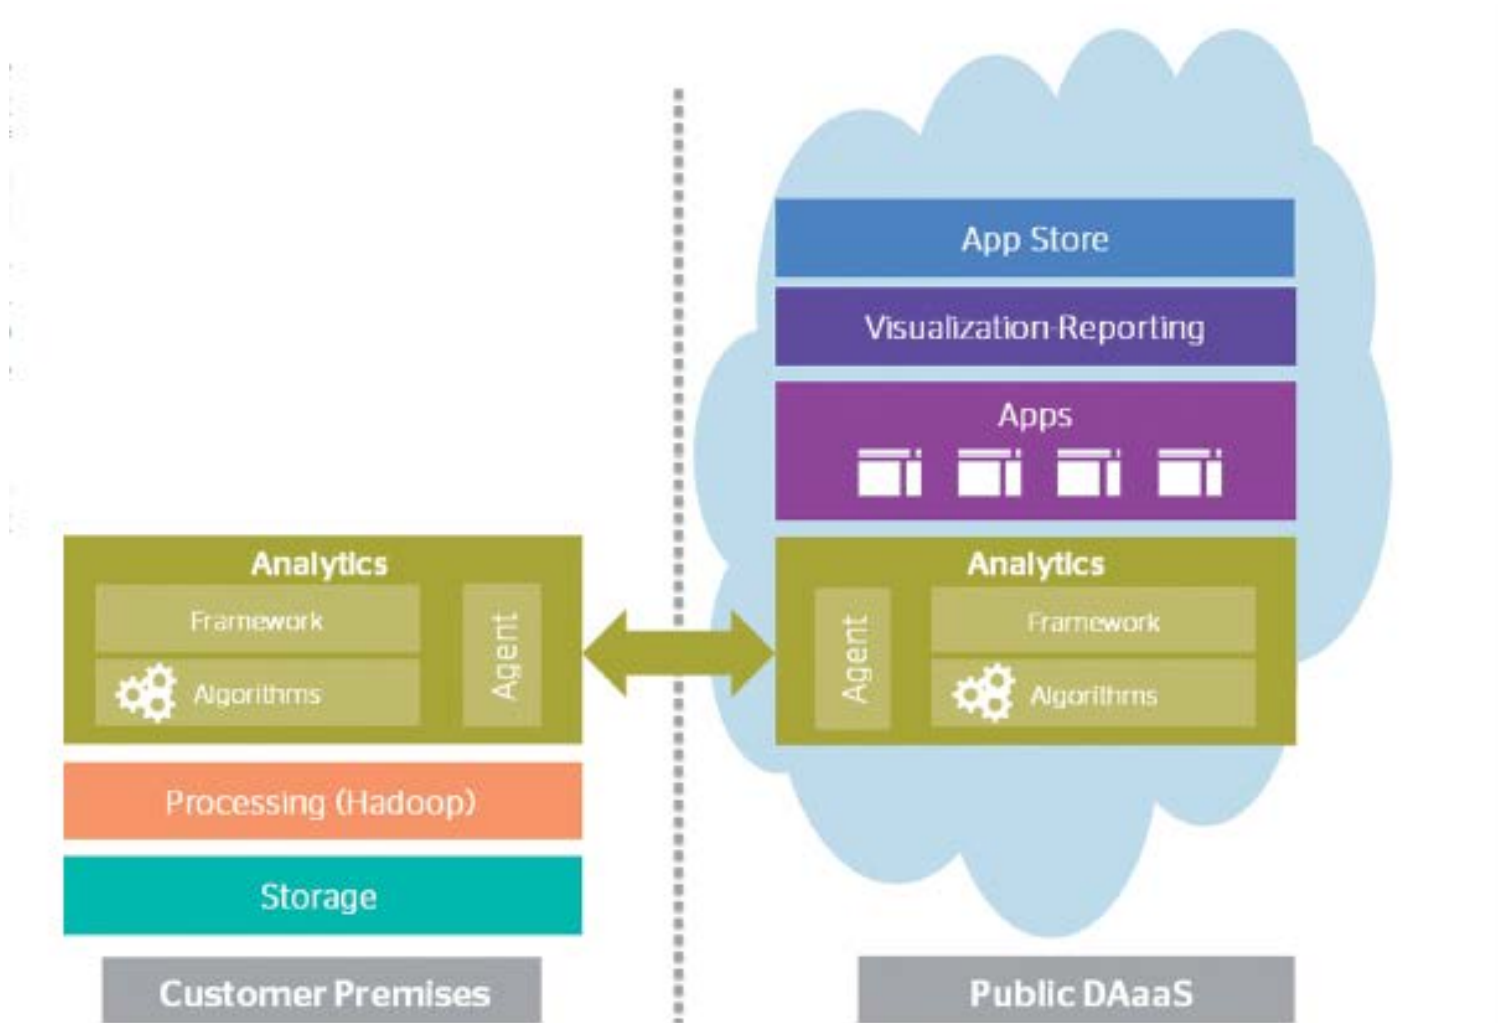 App Store
Visualization-Reporting
Apps
Analytics
Framework
Agent
Algorithms
Analytics
Agent
Framework
Algorithms
Processing (Hadoop)
Storage
Customer Premises
Public DAaaS